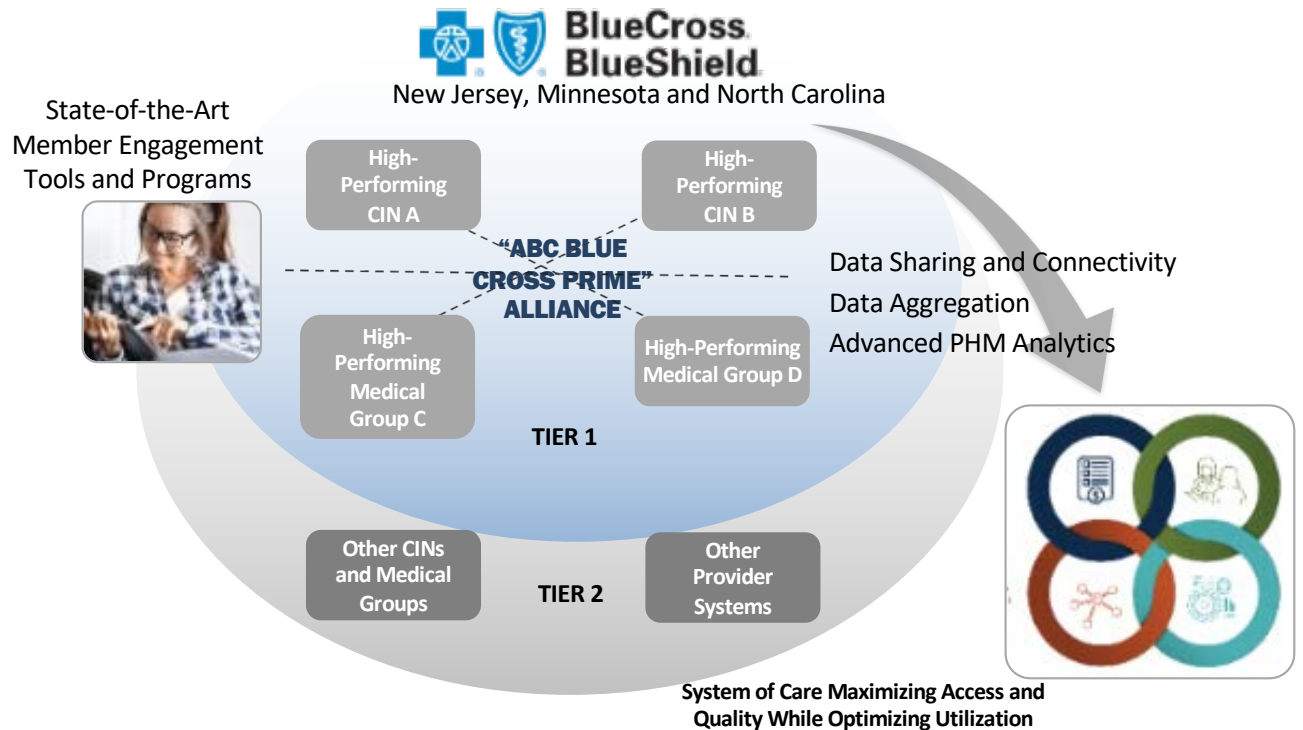 BlueCross
BlueShield
New Jersey, Minnesota and North Carolina
State-of-the-Art
Member Engagement
Tools and Programs
High-
Performing
CIN A
High-
Performing
CIN B
"ABC BLUE
CROSS PRIME"
ALLIANCE
Data Sharing and Connectivity
Data Aggregation
Advanced PHM Analytics
High-
Performing
Medical
Group C
High-Performing
Medical Group D
TIER 1
Other CINs
and Medical
Groups
TIER 2
Other
Provider
Systems
System of Care Maximizing Access and
Quality While Optimizing Utilization